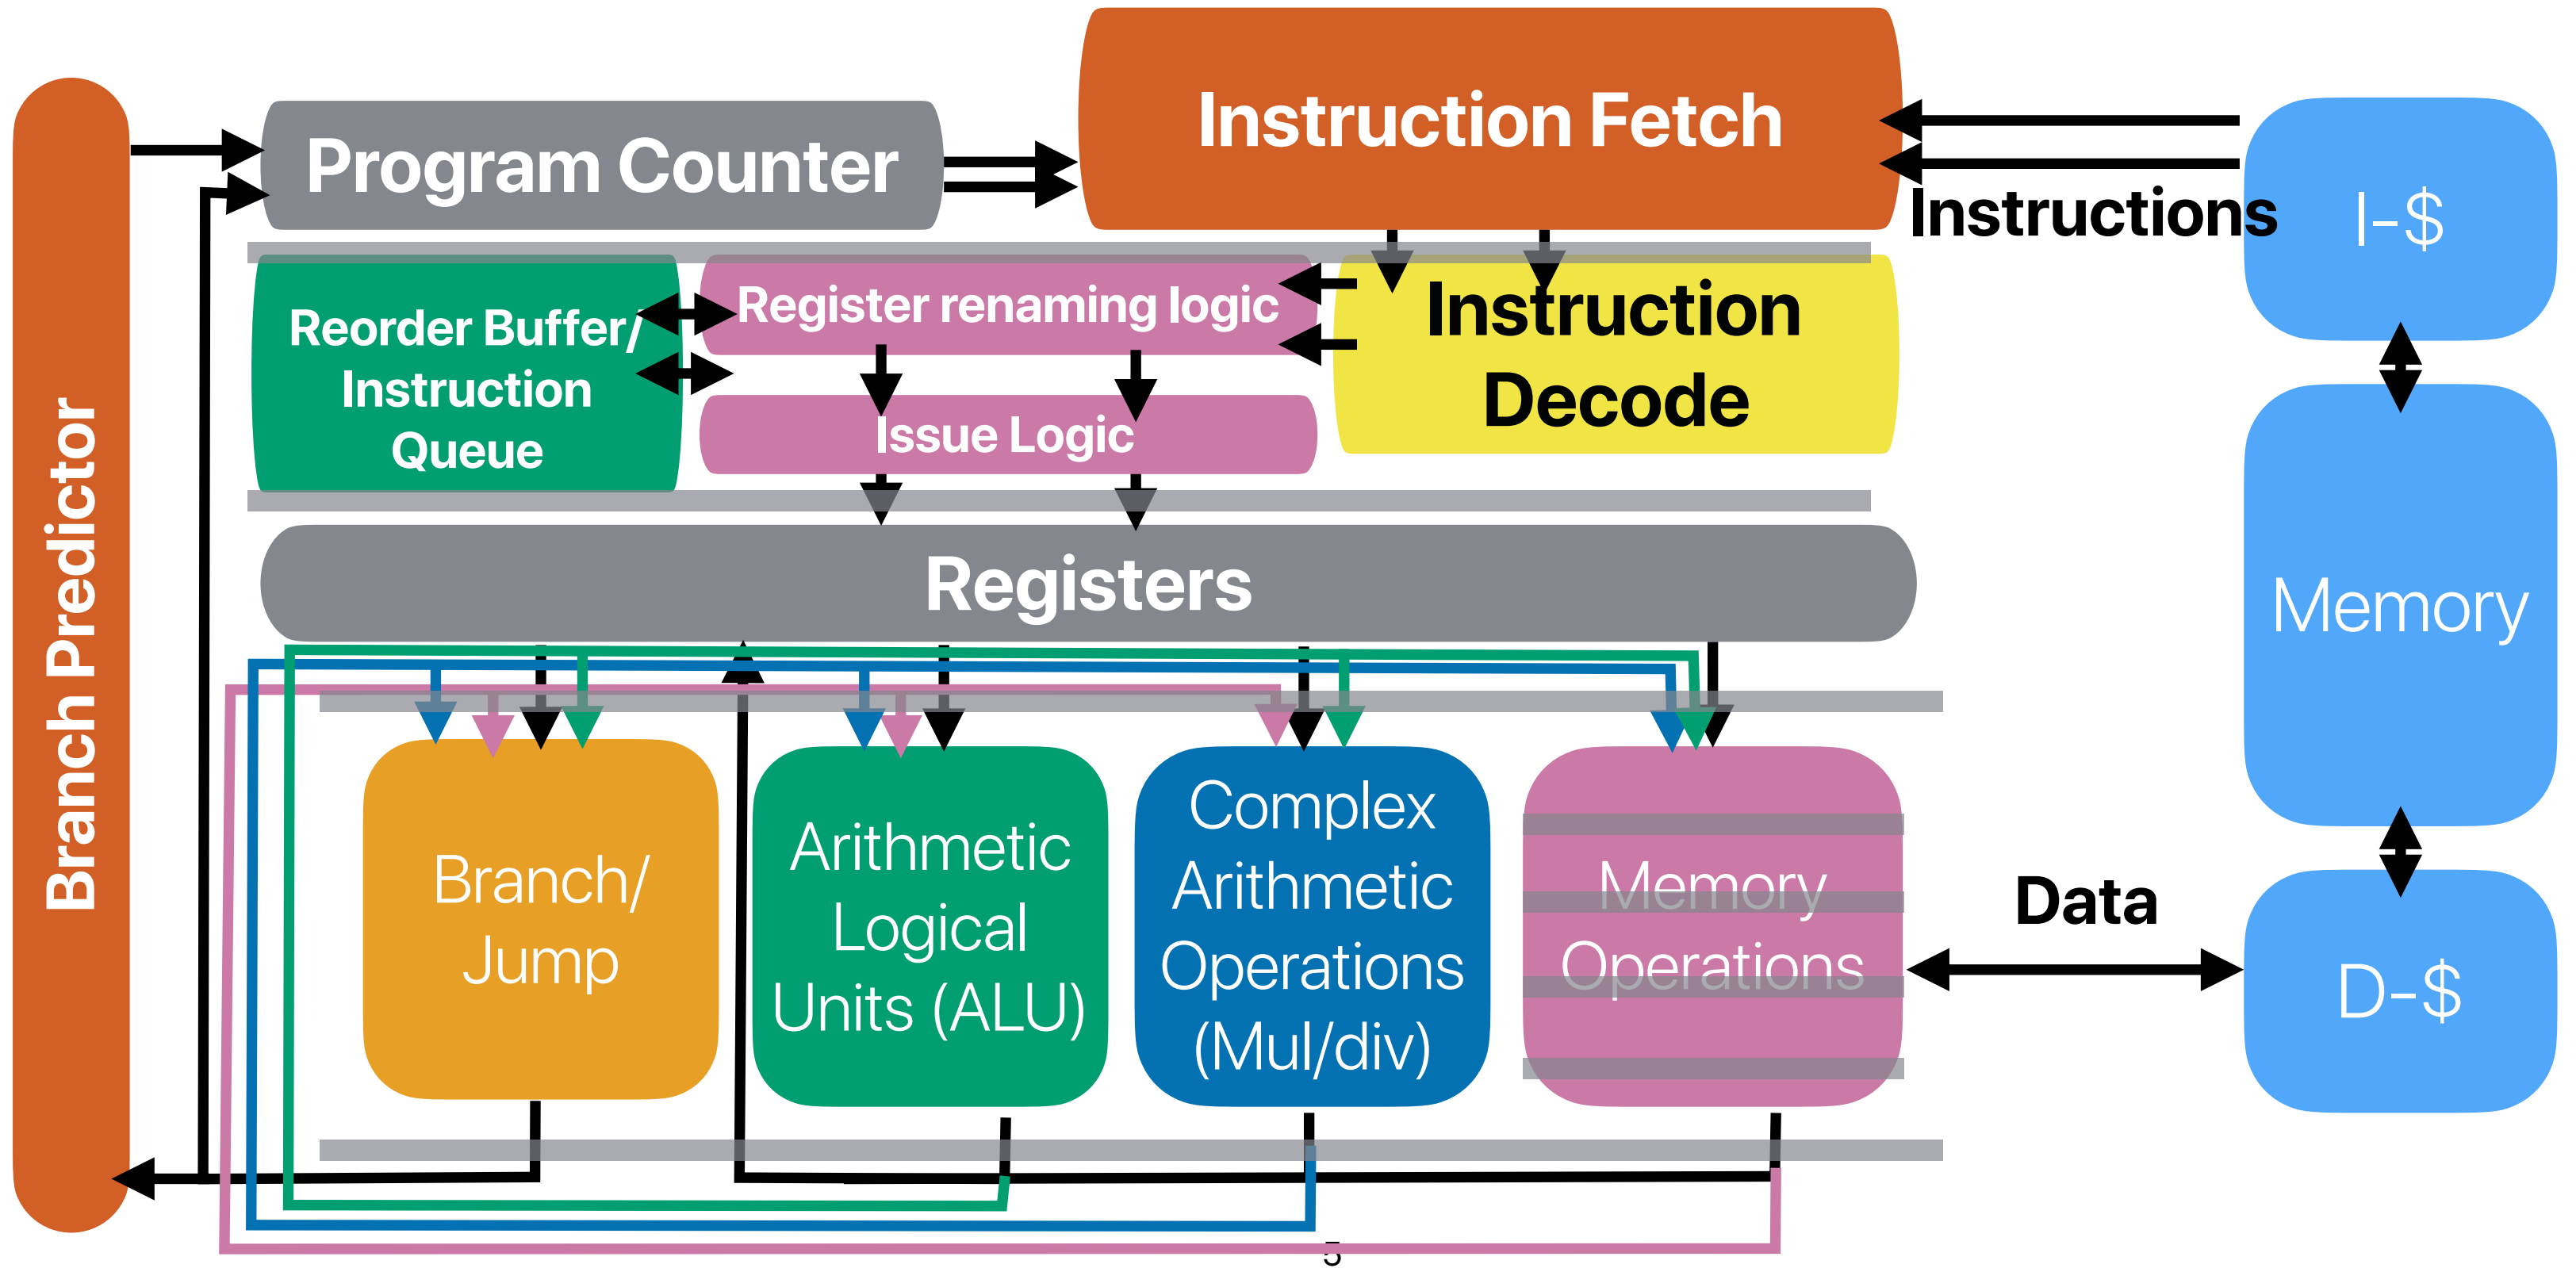 Branch Predictor
Program Counter
Instruction Fetch
Instructions
I-$
Reorder Buffer/
Instruction
Queue
Register renaming logic
Issue Logic
Instruction
Decode
Registers
Memory
Branch/
Jump
Arithmetic
Logical
Units (ALU)
Complex
Arithmetic
Operations
(Mul/div)
Memory
Operations
Data
D-$
5